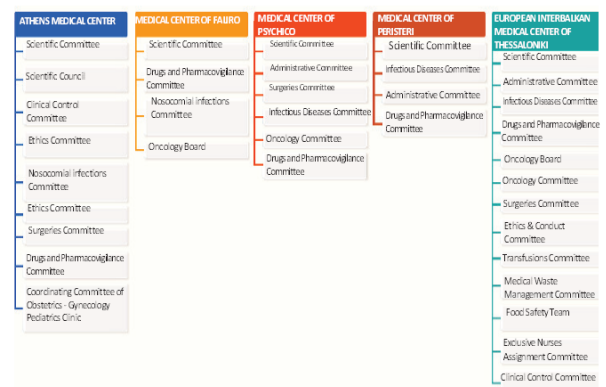 ATHENS MEDICAL CENTER
Scientific Committee
Scientific Council
Clinical Control
Committee
Ethics Committee
Nosocomial infections
Committee
Ethics Committee
Surgeries Committee
Drugs and Pharmacovigilance
Committee
Coordinating Committee of
Obstetrics - Gynecology
Pediatrics Clinic
MEDICAL CENTER OF FALIRO
Scientific Committee
Drugs and Pharmacovigilance
Committee
Nosocomial infections
Committee
Oncology Board
MEDICAL CENTER OF
PSYCHICO
Scientific Committee
Administrative Committee
Surgeries Committee
Infectious Diseases Committee
Oncology Committee
Drugs and Pharmacovigilance
Committee
MEDICAL CENTER OF
PERISTERI
Scientific Committee
Infectious Diseases Committee
Administrative Committee
Drugs and Pharmacovigilance
Committee
EUROPEAN INTERBALKAN
MEDICAL CENTER OF
THESSALONIKI
Scientific Committee
Administrative Committee
Infectious Diseases Committee
Drugs and Pharmacovigilance
Committee
Oncology Board
Oncology Committee
Surgeries Committee
Ethics & Conduct
Committee
Transfusions Committee
Medical Waste
Management Committee
Food Safety Team
Exclusive Nurses
Assignment Committee
Clinical Control Committee